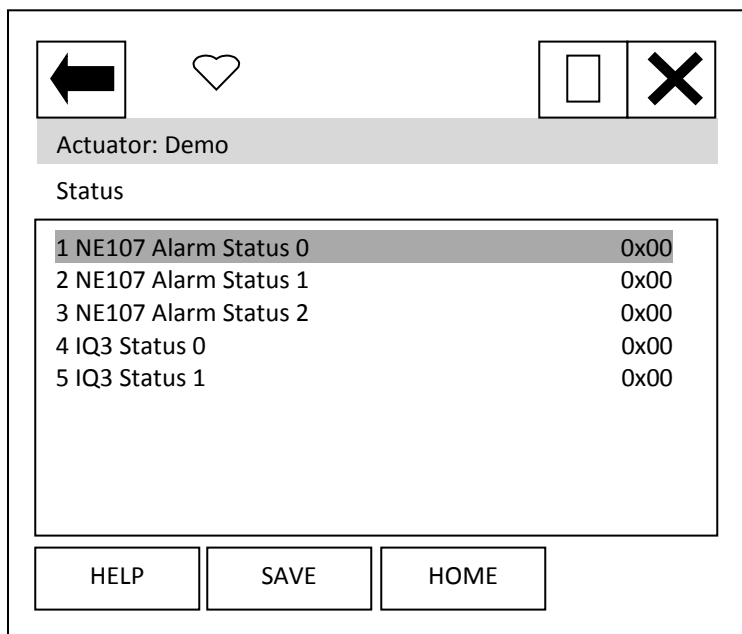 Actuator: Demo
Status
1 NE107 Alarm Status 0 0x00
2 NE107 Alarm Status 1 0x00
3 NE107 Alarm Status 2 0x00
4 IQ3 Status 0 0x00
5 IQ3 Status 1 0x00
HELP SAVE HOME